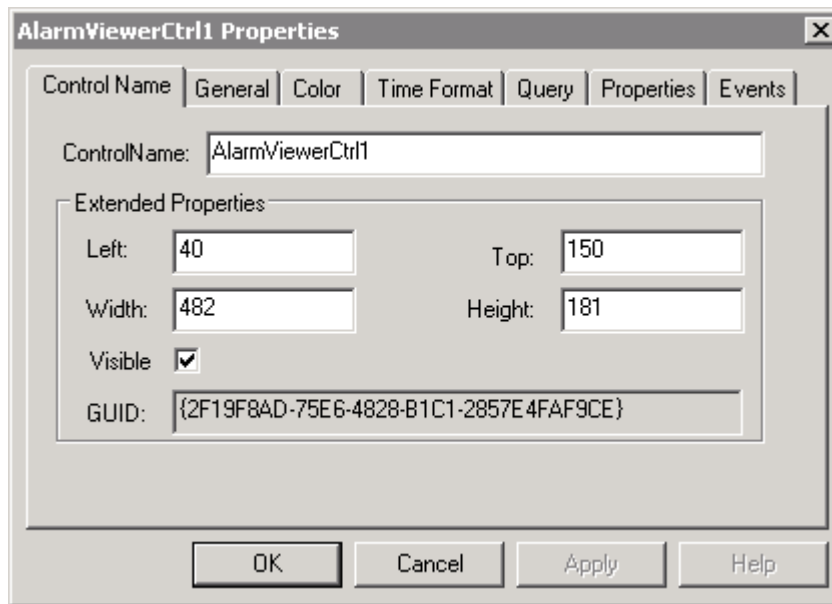 AlarmViewerCtrl1 Properties
Control Name General Color Time Format Query Properties Events
ControlName: AlarmViewerCtrl1
Extended Properties
Left: 40 Top: 150
Width: 482 Height: 181
Visible
GUID: {2F19F8AD-75E6-4828-B1C1-2857E4FAF9CE}
OK Cancel Apply Help